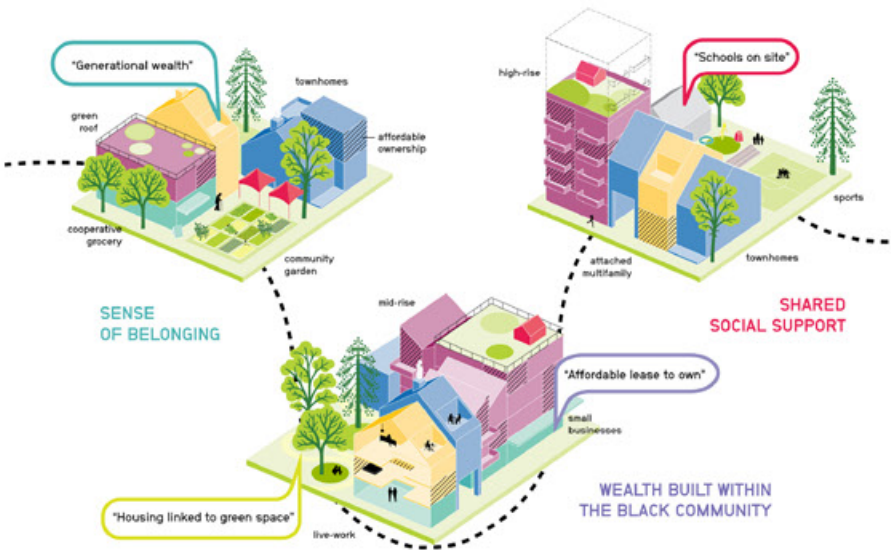 "Generational wealth"
townhomes
green
roof
affordable
ownership
cooperative
grocery
community
garden
SENSE
OF BELONGING
"Schools on site"
high-rise
sports
attached
multifamily
townhomes
SHARED
SOCIAL SUPPORT
mid-rise
"Affordable lease to own"
small
businesses
"Housing linked to green space"
live-work
WEALTH BUILT WITHIN
THE BLACK COMMUNITY